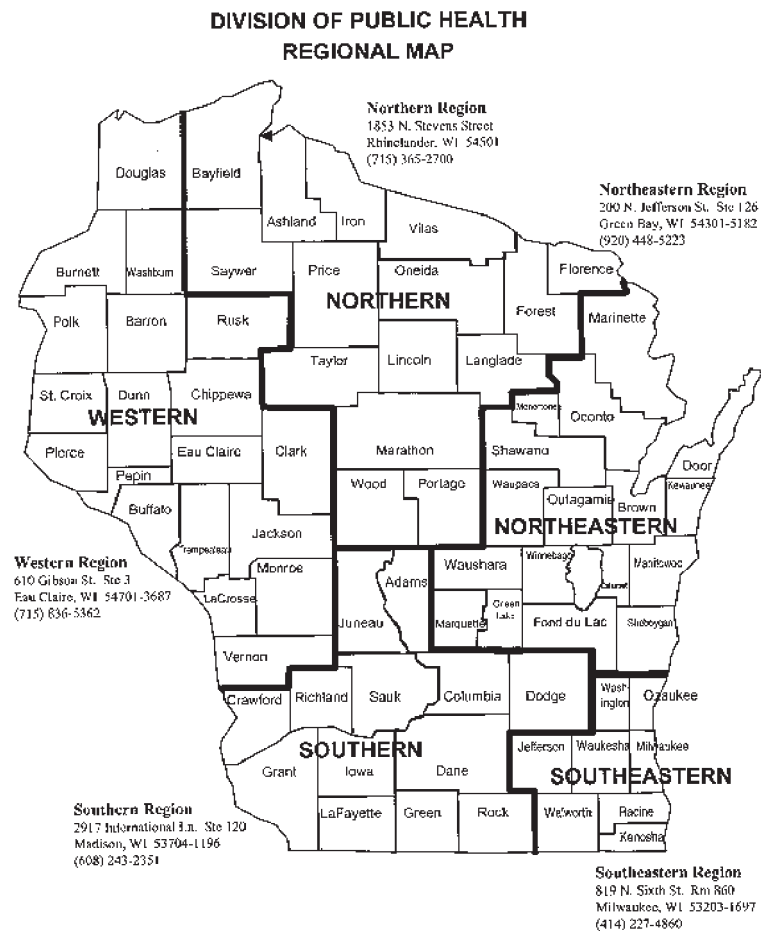 DIVISION OF PUBLIC HEALTH
REGIONAL MAP
Northern Region
1853 N. Stevens Street
Rhinelander, WI 54501
(715) 365-2700
Northeastern Region
200 N. Jefferson St. Ste 126
Green Bay, WI 54301-5182
(920) 448-5223
Douglas
Bayfield
Ashland
Iron
Vilas
Burnett
Washburn
Saywer
Price
Oneida
Florence
NORTHERN
Forest
Marinette
Polk
Barron
Rusk
Taylor
Lincoln
Langlade
St. Croix
Dunn
Chippewa
WESTERN
Menominee
Oconto
Pierce
Eau Claire
Clark
Marathon
Shawano
Door
Pepin
Wood
Portage
Waupaca
Kewaunee
Buffalo
Outagamie
Brown
NORTHEASTERN
Jackson
Trempealeau
Western Region
610 Gibson St. Ste 3
Eau Claire, WI 54701-3687
(715) 836-5362
Monroe
Adams
Waushara
Winnebago
Manitowoc
Calumet
LaCrosse
Juneau
Marquette
Green
Lake
Fond du Lac
Sheboygan
Vernon
Crawford
Richland
Sauk
Columbia
Dodge
Wash-
ington
Ozaukee
SOUTHERN
Jefferson
Waukesha
Milwaukee
Grant
Iowa
Dane
SOUTHEASTERN
LaFayette
Green
Rock
Walworth
Racine
Kenosha
Southern Region
2917 International Ln. Ste 120
Madison, WI 53704-1196
(608) 243-2351
Southeastern Region
819 N. Sixth St. Rm 860
Milwaukee, WI 53203-1697
(414) 227-4860